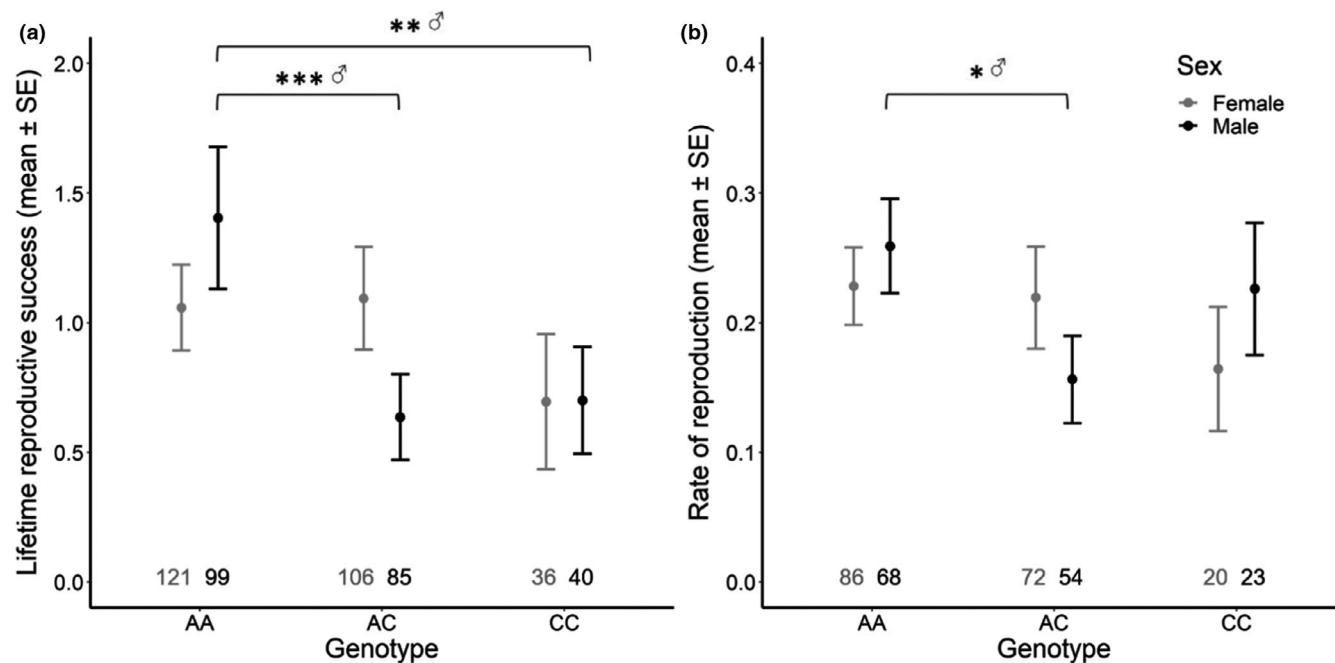 (a)
** ♂
*** ♂
Lifetime reproductive success (mean ± SE)
2.0
1.5
1.0
0.5
0.0
121 99 106 85 36 40
AA AC CC
Genotype
(b)
* ♂
Sex
Female
Male
Rate of reproduction (mean ± SE)
0.4
0.3
0.2
0.1
0.0
86 68 72 54 20 23
AA AC CC
Genotype